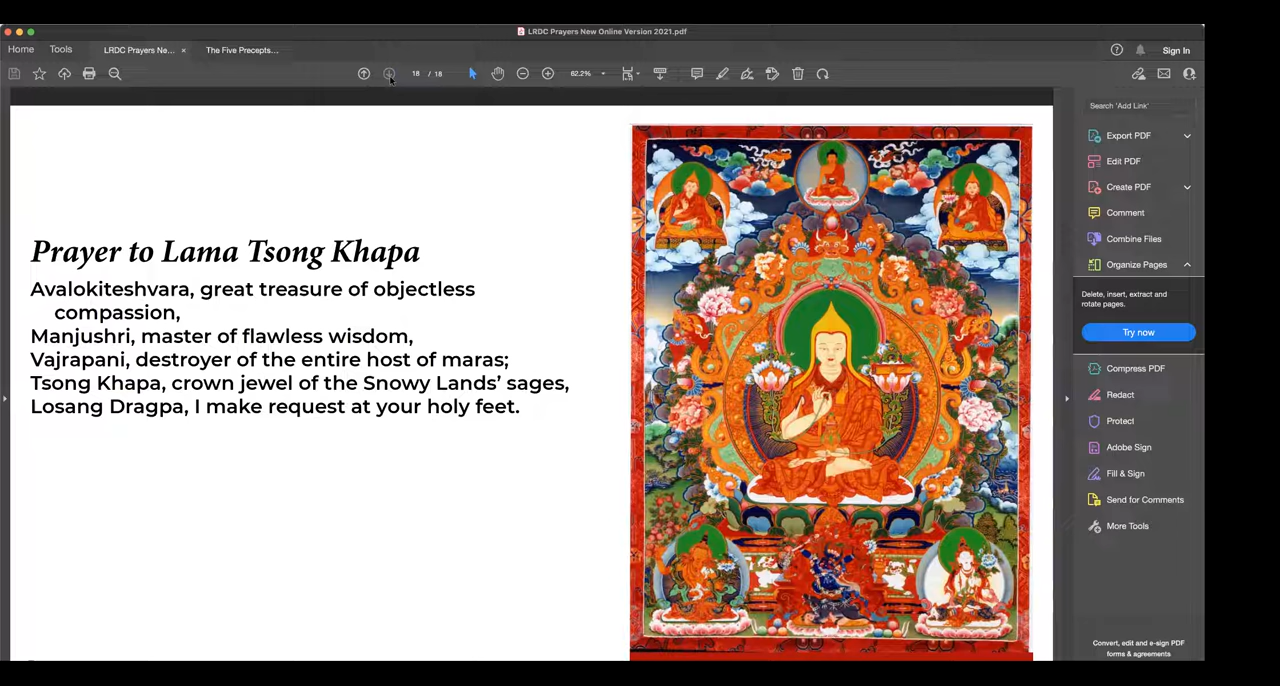 LRDC Prayers New Online Version 2021.pdf
Home Tools LRDC Prayers Ne... × The Five Precepts... Sign In
18 / 18 62.2%
Search 'Add Link'
Export PDF
Edit PDF
Create PDF
Comment
Combine Files
Organize Pages
Delete, insert, extract and
rotate pages.
Try now
Compress PDF
Redact
Protect
Adobe Sign
Fill & Sign
Send for Comments
More Tools
Convert, edit and e-sign PDF
forms & agreements
Prayer to Lama Tsong Khapa
Avalokiteshvara, great treasure of objectless
compassion,
Manjushri, master of flawless wisdom,
Vajrapani, destroyer of the entire host of maras;
Tsong Khapa, crown jewel of the Snowy Lands’ sages,
Losang Dragpa, I make request at your holy feet.